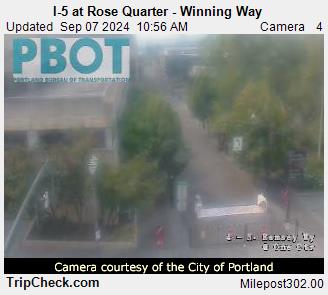 I-5 at Rose Quarter - Winning Way
Updated Sep 07 2024 10:56 AM Camera 4
PBOT
PORTLAND BUREAU OF TRANSPORTATION
Camera courtesy of the City of Portland
TripCheck.com Milepost302.00